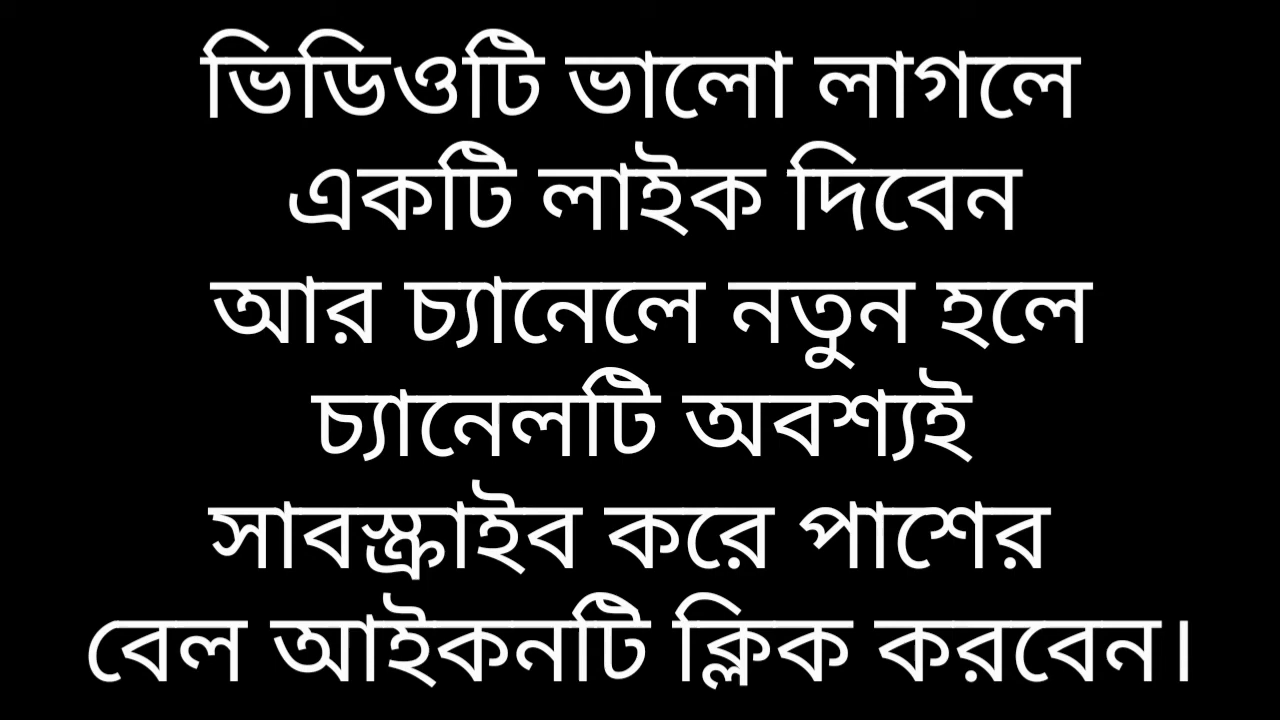 ভিডিওটি ভালো লাগলে
একটি লাইক দিবেন
আর চ্যানেলে নতুন হলে
চ্যানেলটি অবশ্যই
সাবস্ক্রাইব করে পাশের
বেল আইকনটি ক্লিক করবেন।